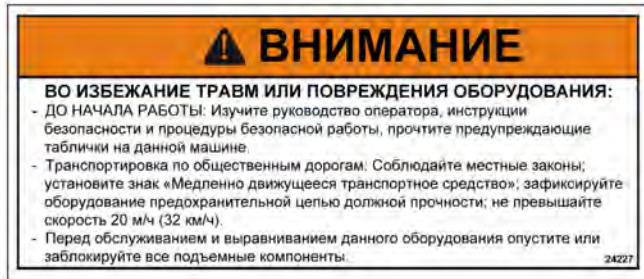 ВНИМАНИЕ
ВО ИЗБЕЖАНИЕ ТРАВМ ИЛИ ПОВРЕЖДЕНИЯ ОБОРУДОВАНИЯ:
- ДО НАЧАЛА РАБОТЫ: Изучите руководство оператора, инструкции
безопасности и процедуры безопасной работы, прочтите предупреждающие
таблички на данной машине.
- Транспортировка по общественным дорогам: Соблюдайте местные законы;
установите знак «Медленно движущееся транспортное средство»; зафиксируйте
оборудование предохранительной цепью должной прочности; не превышайте
скорость 20 м/ч (32 км/ч).
- Перед обслуживанием и выравниванием данного оборудования опустите или
заблокируйте все подъемные компоненты.
24227